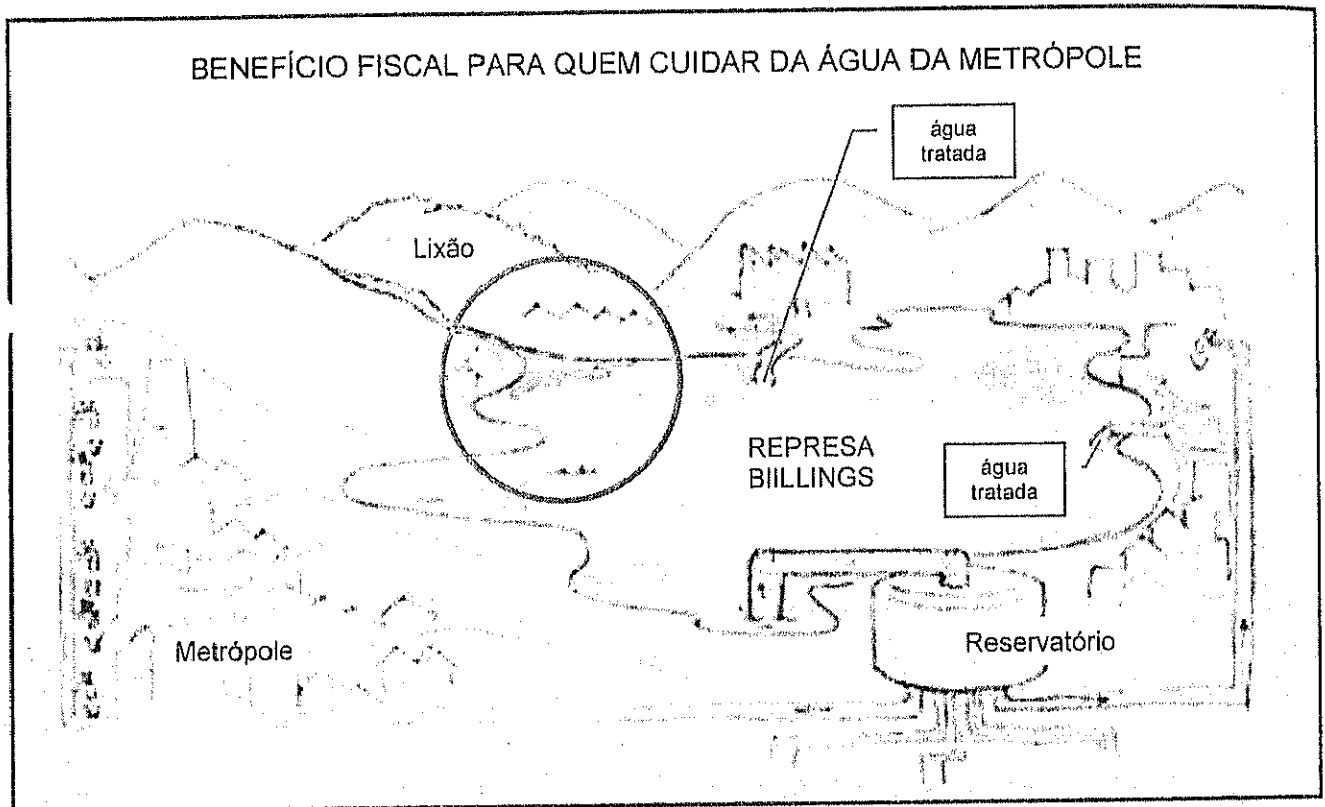 BENEFÍCIO FISCAL PARA QUEM CUIDAR DA ÁGUA DA METRÓPOLE
água
tratada
Lixão
REPRESA
BIILLINGS
água
tratada
Metrópole
Reservatório